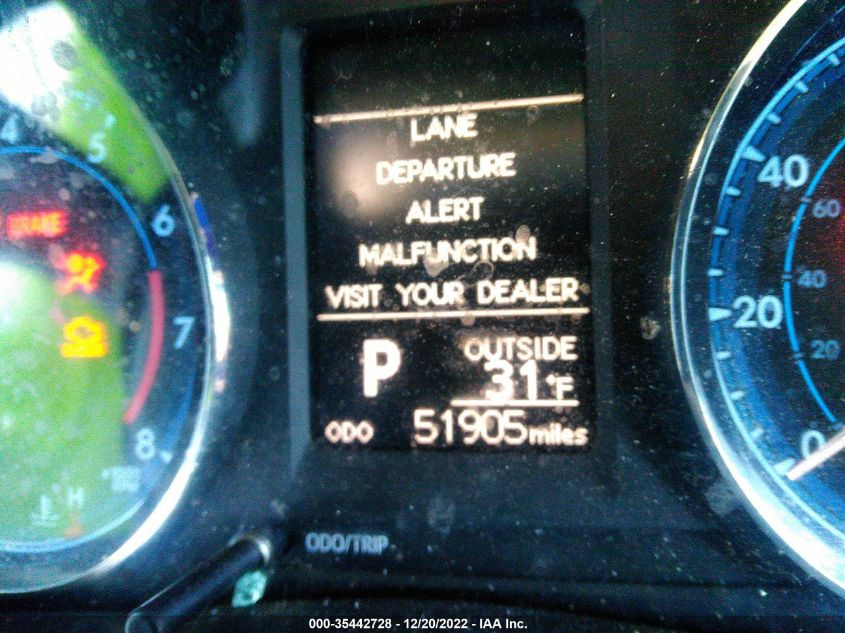 LANE
DEPARTURE
ALERT
MALFUNCTION
VISIT YOUR DEALER
P OUTSIDE
31°F
ODO 51905 miles
4
5
6
7
8
BRAKE
H
40
20
0
60
40
20
ODO/TRIP
000-35442728 - 12/20/2022 - IAA Inc.